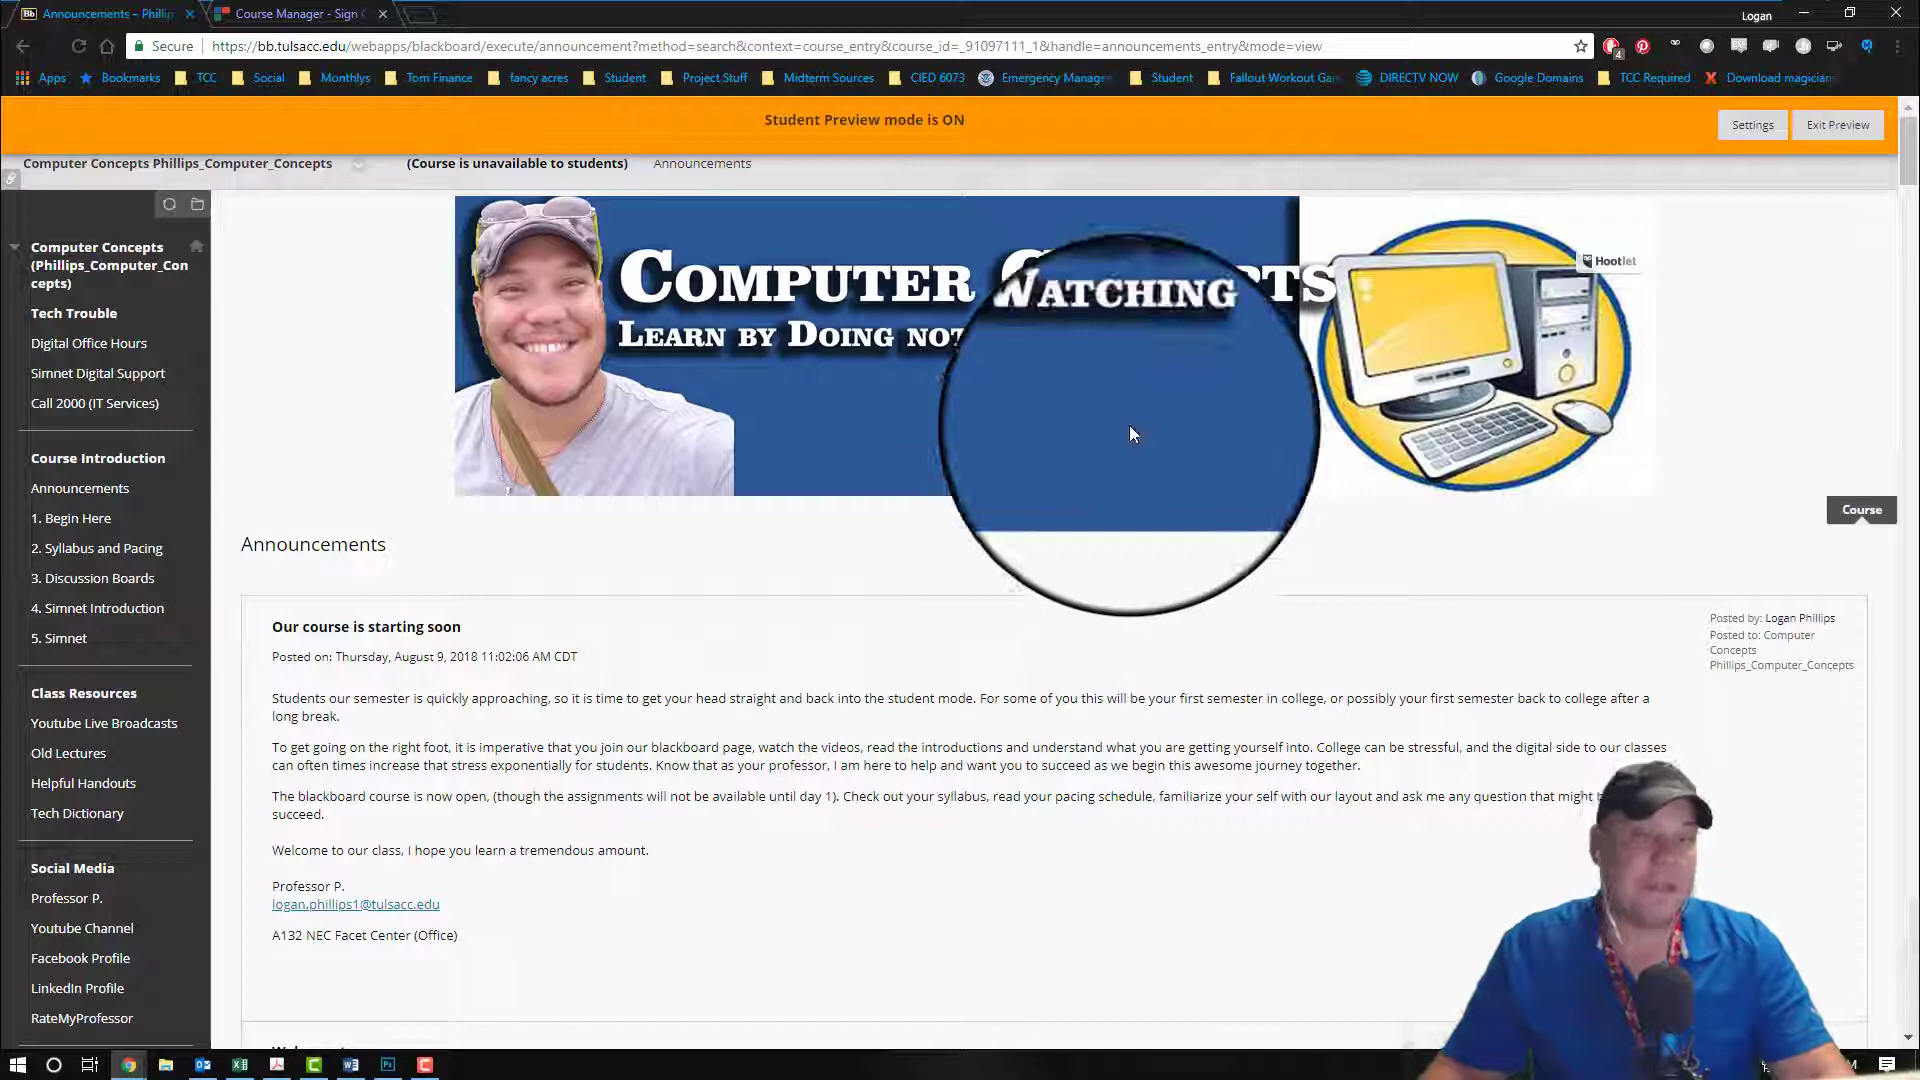 Bb Announcements – Phillip
Course Manager - Sign
Logan
Secure https://bb.tulsacc.edu/webapps/blackboard/execute/announcement?method=search&context=course_entry&course_id=_91097111_1&handle=announcements_entry&mode=view
4
Apps Bookmarks TCC Social Monthlys Tom Finance fancy acres Student Project Stuff Midterm Sources CIED 6073 Emergency Manage Student Fallout Workout Ga DIRECTV NOW Google Domains TCC Required Download magician
Student Preview mode is ON
Settings Exit Preview
Computer Concepts Phillips_Computer_Concepts (Course is unavailable to students) Announcements
COMPUTER
LEARN BY DOING NOT
WATCHING
Hootlet
Computer Concepts
(Phillips_Computer_Con
cepts)
Tech Trouble
Digital Office Hours
Simnet Digital Support
Call 2000 (IT Services)
Course Introduction
Announcements
1. Begin Here
2. Syllabus and Pacing
3. Discussion Boards
4. Simnet Introduction
5. Simnet
Class Resources
Youtube Live Broadcasts
Old Lectures
Helpful Handouts
Tech Dictionary
Social Media
Professor P.
Youtube Channel
Facebook Profile
LinkedIn Profile
RateMyProfessor
Course
Announcements
Our course is starting soon
Posted on: Thursday, August 9, 2018 11:02:06 AM CDT
Posted by: Logan Phillips
Posted to: Computer
Concepts
Phillips_Computer_Concepts
Students our semester is quickly approaching, so it is time to get your head straight and back into the student mode. For some of you this will be your first semester in college, or possibly your first semester back to college after a
long break.
To get going on the right foot, it is imperative that you join our blackboard page, watch the videos, read the introductions and understand what you are getting yourself into. College can be stressful, and the digital side to our classes
can often times increase that stress exponentially for students. Know that as your professor, I am here to help and want you to succeed as we begin this awesome journey together.
The blackboard course is now open, (though the assignments will not be available until day 1). Check out your syllabus, read your pacing schedule, familiarize your self with our layout and ask me any question that might
succeed.
Welcome to our class, I hope you learn a tremendous amount.
Professor P.
logan.phillips1@tulsacc.edu
A132 NEC Facet Center (Office)